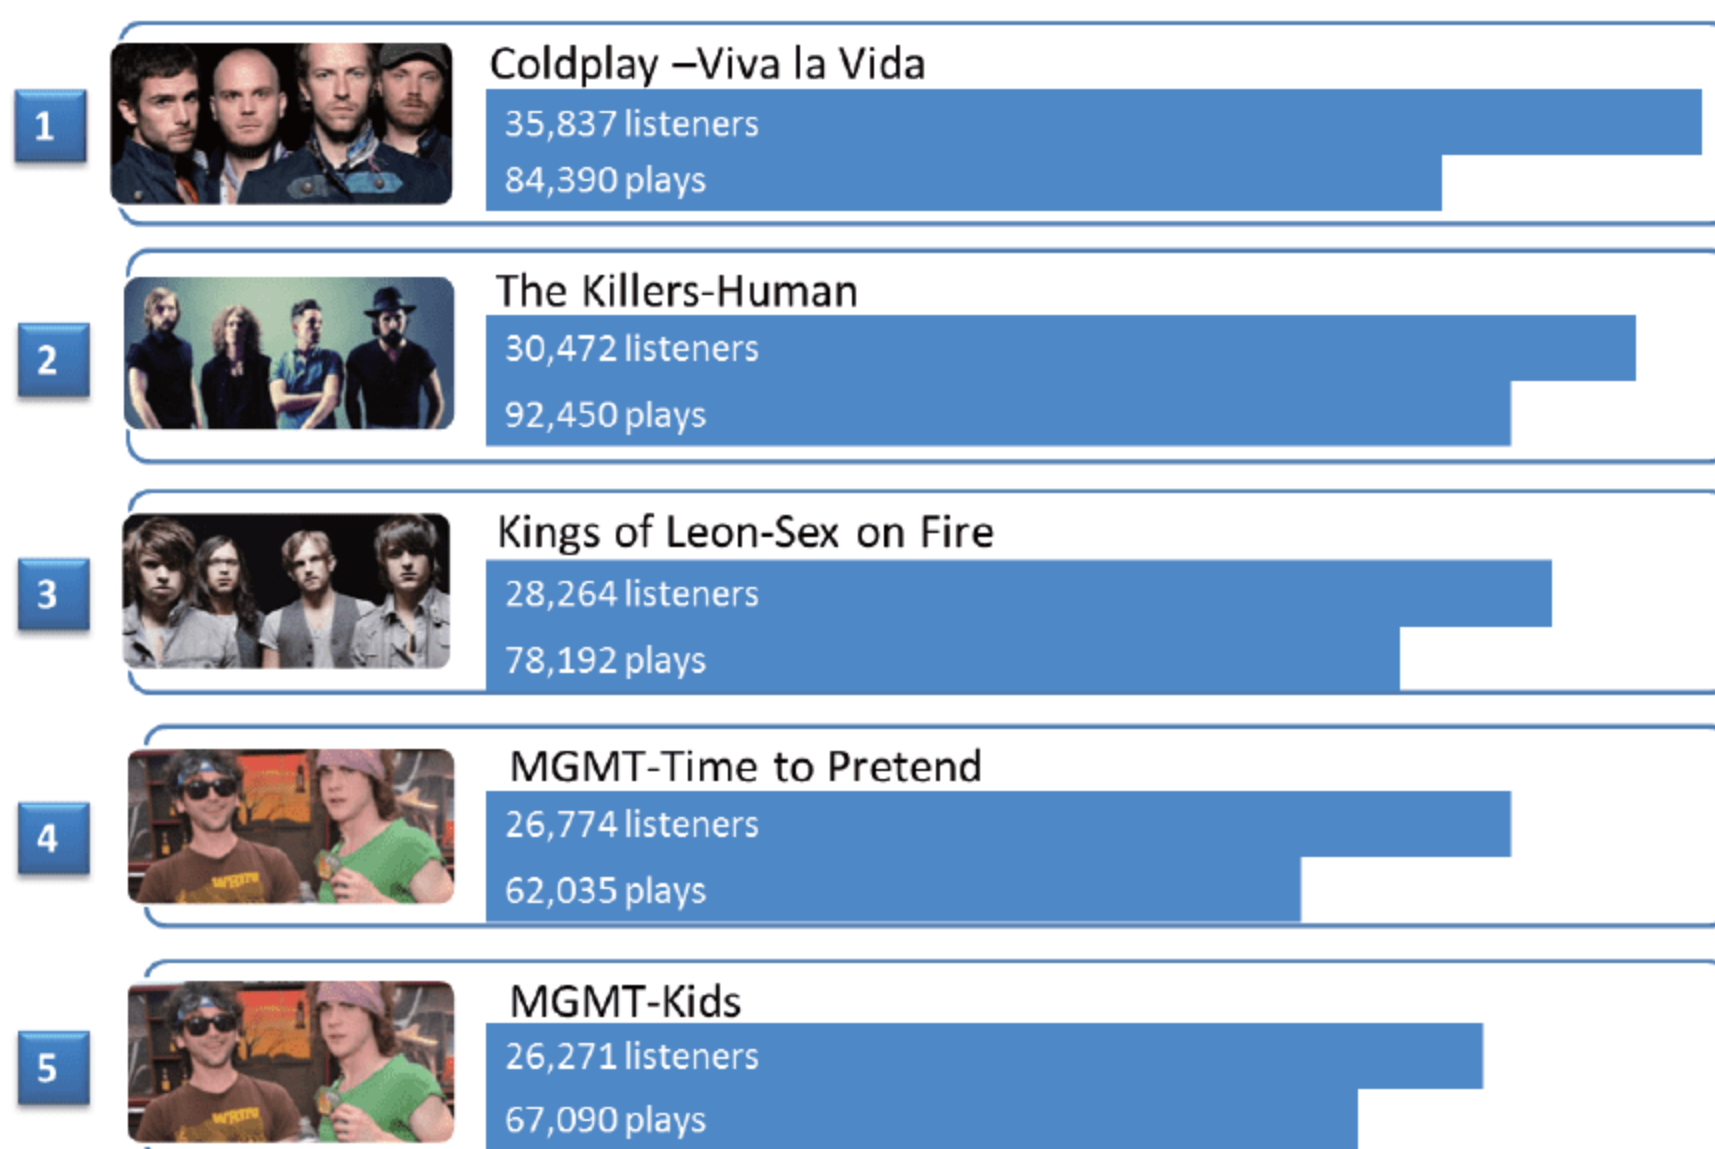 1
Coldplay –Viva la Vida
35,837 listeners
84,390 plays
2
The Killers-Human
30,472 listeners
92,450 plays
3
Kings of Leon-Sex on Fire
28,264 listeners
78,192 plays
4
MGMT-Time to Pretend
26,774 listeners
62,035 plays
5
MGMT-Kids
26,271 listeners
67,090 plays